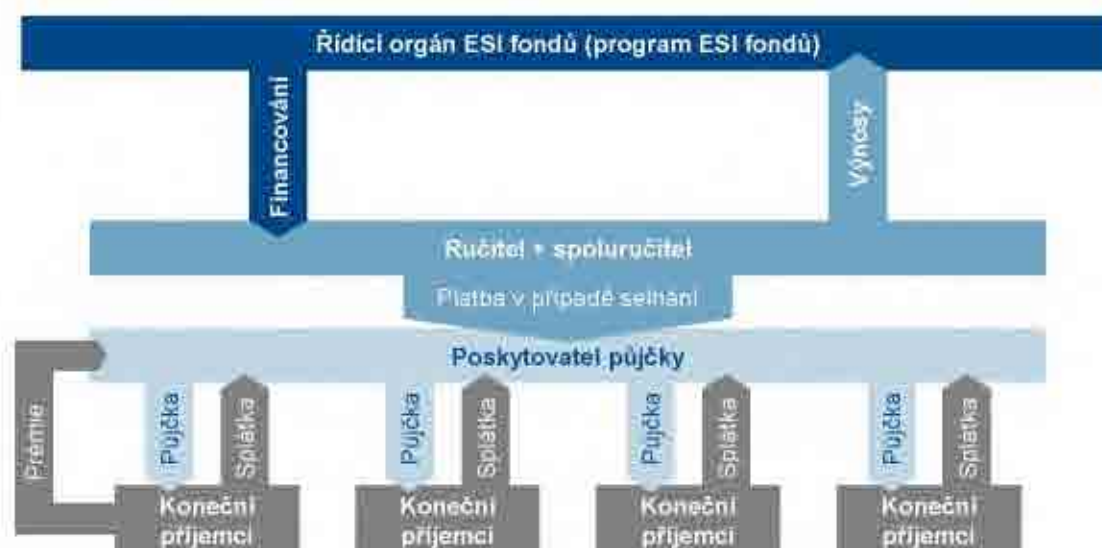 Řídicí orgán ESI fondů (program ESI fondů)
Financování
Výnosy
Ručitel + spoluručitel
Platba v případě selhání
Poskytovatel půjčky
Prémie
Půjčka
Splátka
Půjčka
Splátka
Půjčka
Splátka
Půjčka
Splátka
Koneční
příjemci
Koneční
příjemci
Koneční
příjemci
Koneční
příjemci